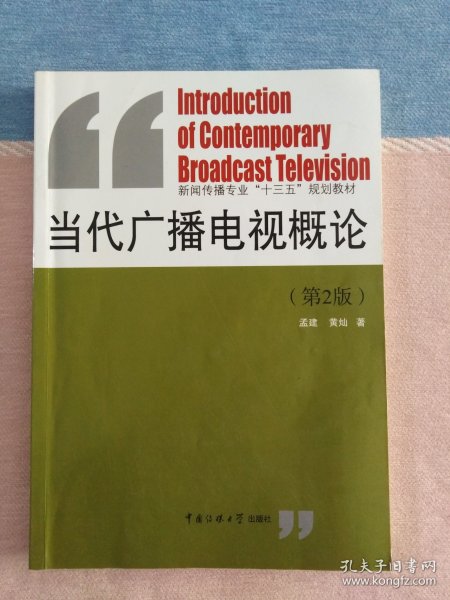 Introduction
of Contemporary
Broadcast Television
新闻传播专业“十三五”规划教材
当代广播电视概论
（第2版）
孟建 黄灿 著
中国传媒大学出版社
孔夫子旧书网
www.kongfz.com